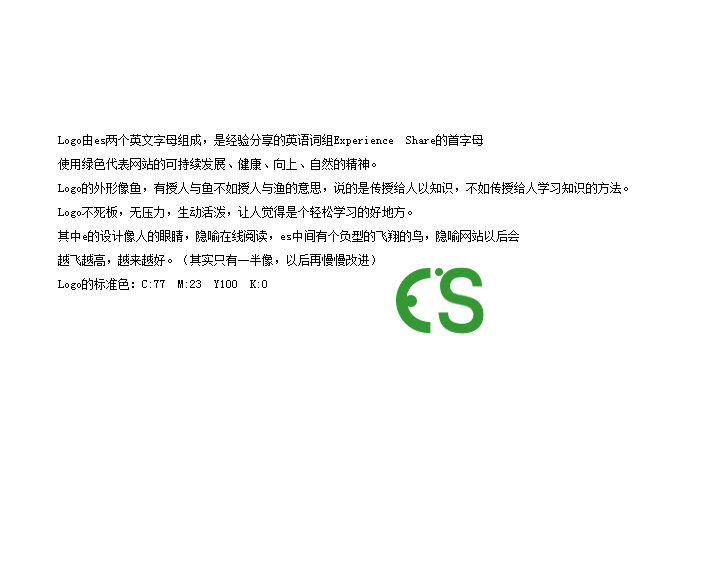 Logo由es两个英文字母组成，是经验分享的英语词组Experience  Share的首字母
使用绿色代表网站的可持续发展、健康、向上、自然的精神。
Logo的外形像鱼，有授人与鱼不如授人与渔的意思，说的是传授给人以知识，不如传授给人学习知识的方法。
Logo不死板，无压力，生动活泼，让人觉得是个轻松学习的好地方。
其中e的设计像人的眼睛，隐喻在线阅读，es中间有个负型的飞翔的鸟，隐喻网站以后会
越飞越高，越来越好。（其实只有一半像，以后再慢慢改进）
Logo的标准色：C:77  M:23  Y100  K:0
es